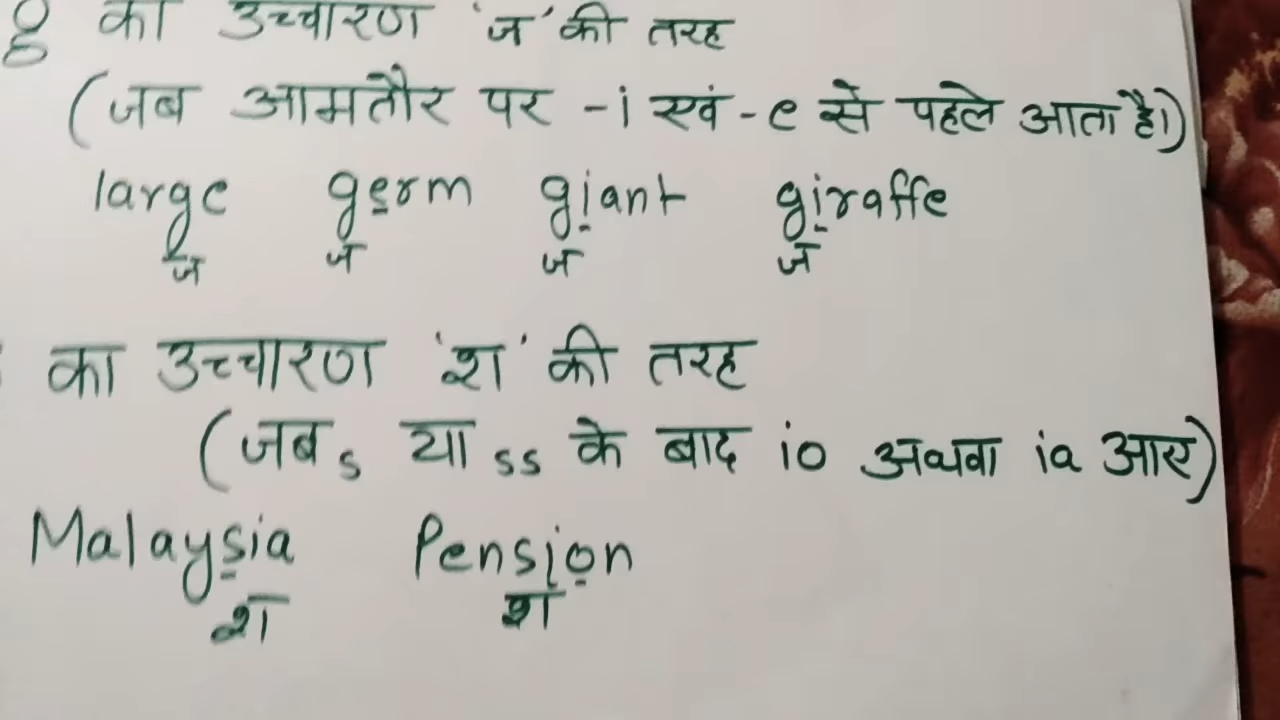 g का उच्चारण 'ज' की तरह
(जब आमतौर पर -i एवं -e से पहले आता है।)
large germ giant giraffe
ज ज ज ज
का उच्चारण 'श' की तरह
(जब s या ss के बाद io अथवा ia आए)
Malaysia Pension
श श